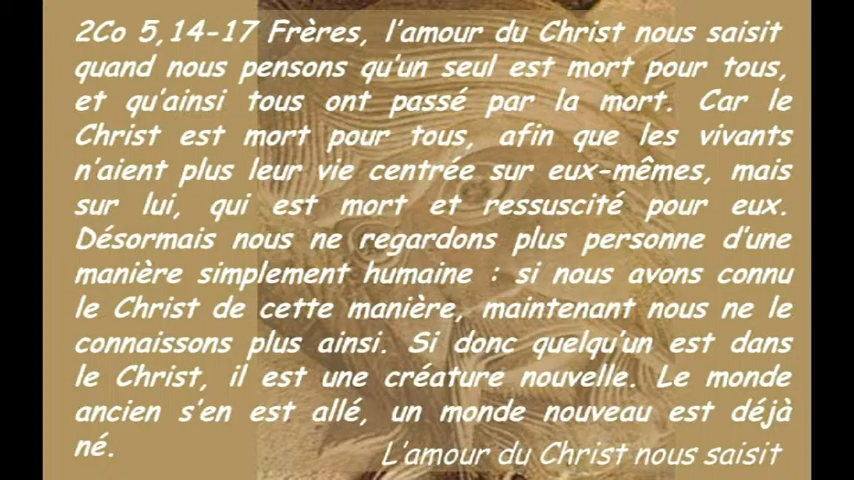 2Co 5,14-17 Frères, l'amour du Christ nous saisit
quand nous pensons qu'un seul est mort pour tous,
et qu'ainsi tous ont passé par la mort. Car le
Christ est mort pour tous, afin que les vivants
n'aient plus leur vie centrée sur eux-mêmes, mais
sur lui, qui est mort et ressuscité pour eux.
Désormais nous ne regardons plus personne d'une
manière simplement humaine : si nous avons connu
le Christ de cette manière, maintenant nous ne le
connaissons plus ainsi. Si donc quelqu'un est dans
le Christ, il est une créature nouvelle. Le monde
ancien s'en est allé, un monde nouveau est déjà
né.
L'amour du Christ nous saisit